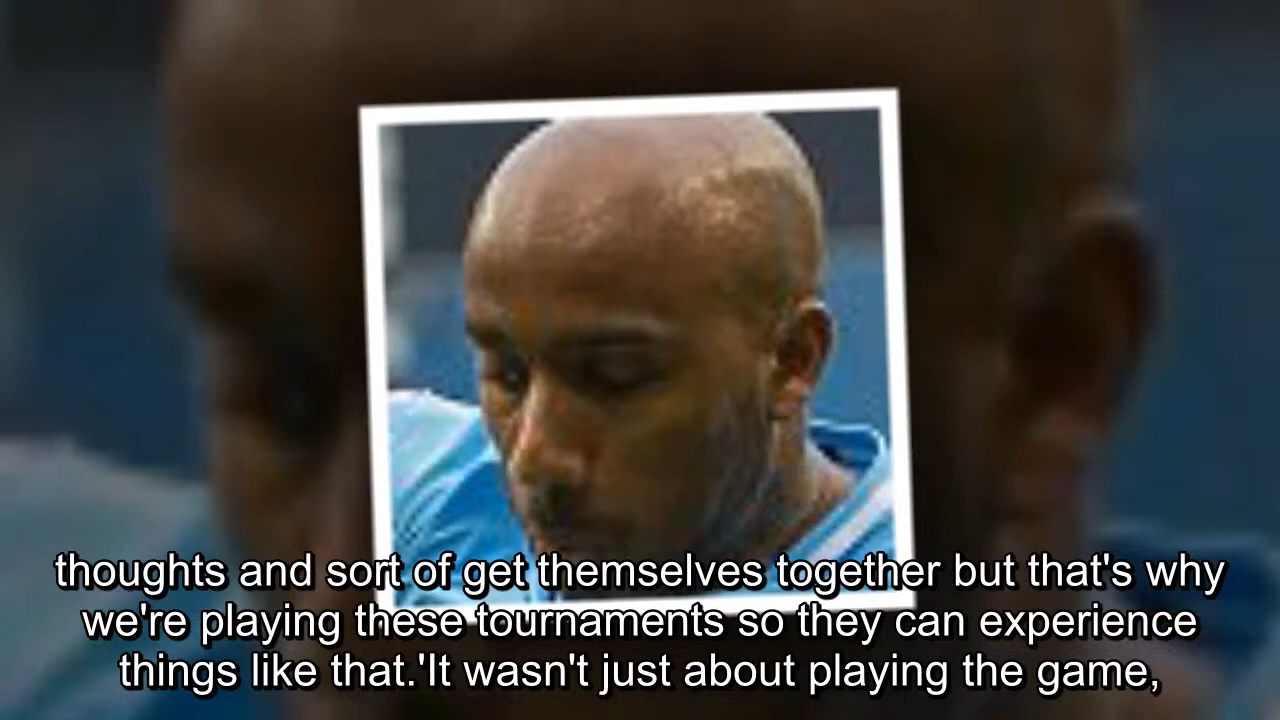 thoughts and sort of get themselves together but that's why
we're playing these tournaments so they can experience
things like that.'It wasn't just about playing the game,